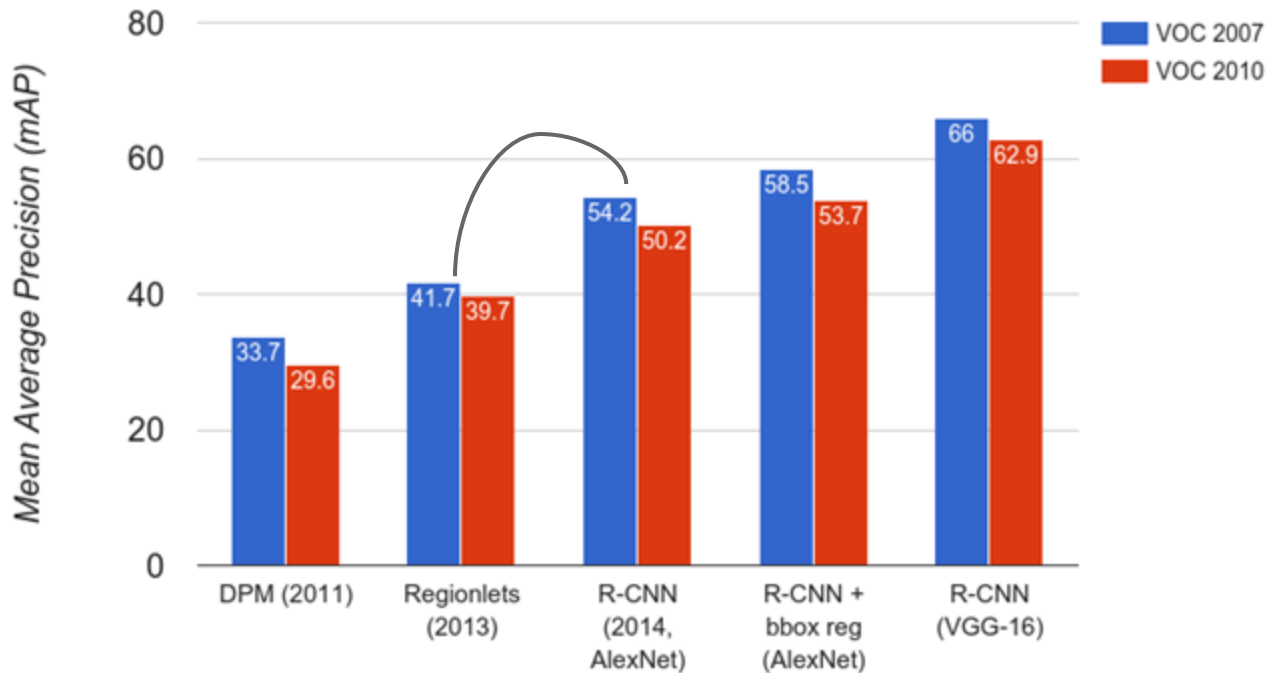 Mean Average Precision (mAP)
80
60
40
20
0
VOC 2007
VOC 2010
33.7
29.6
41.7
39.7
54.2
50.2
58.5
53.7
66
62.9
DPM (2011)
Regionlets
(2013)
R-CNN
(2014,
AlexNet)
R-CNN +
bbox reg
(AlexNet)
R-CNN
(VGG-16)